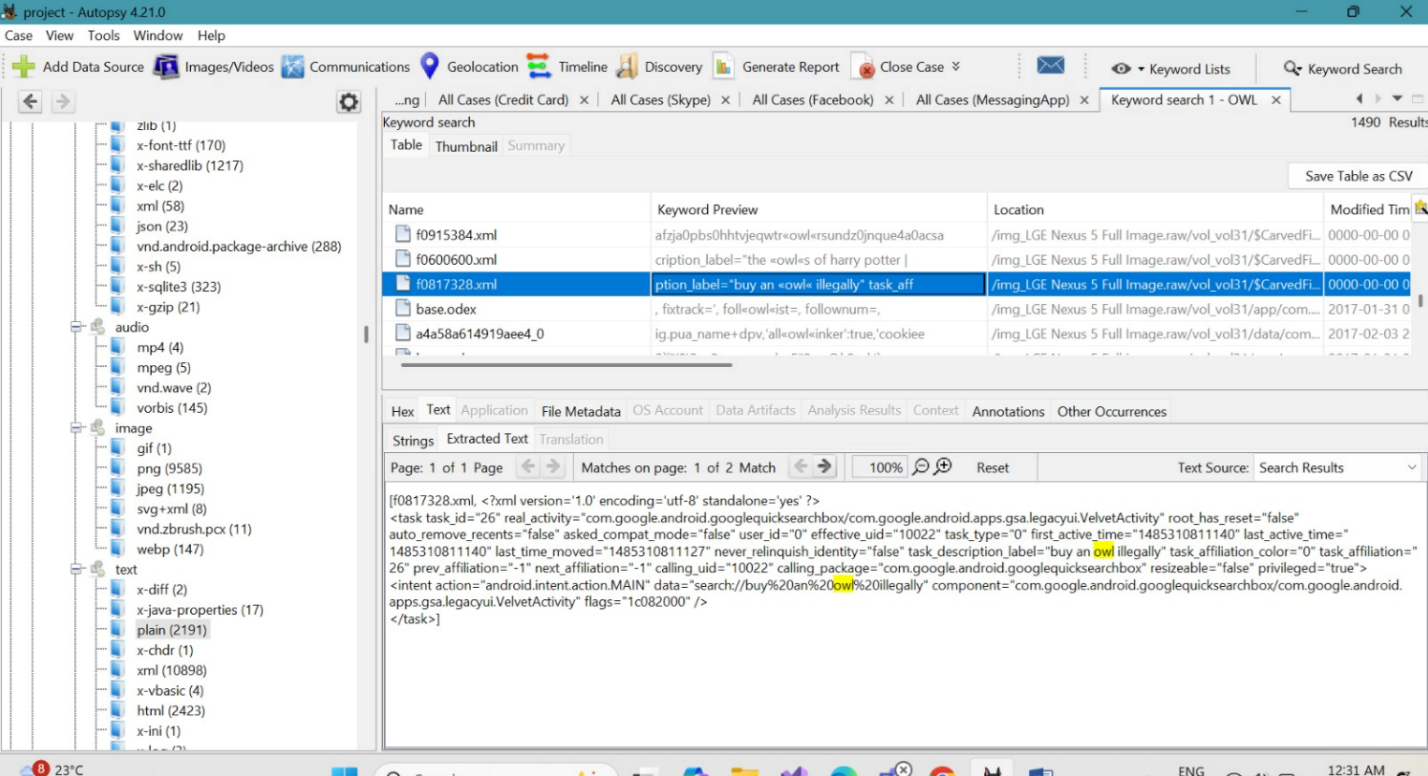 project - Autopsy 4.21.0
Case View Tools Window Help
Add Data Source Images/Videos Communications Geolocation Timeline Discovery Generate Report Close Case Keyword Lists Keyword Search
...ng All Cases (Credit Card) × All Cases (Skype) × All Cases (Facebook) × All Cases (MessagingApp) × Keyword search 1 - OWL ×
zlib (1)
x-font-ttf (170)
x-sharedlib (1217)
x-elc (2)
xml (58)
json (23)
vnd.android.package-archive (288)
x-sh (5)
x-sqlite3 (323)
x-gzip (21)
audio
mp4 (4)
mpeg (5)
vnd.wave (2)
vorbis (145)
image
gif (1)
png (9585)
jpeg (1195)
svg+xml (8)
vnd.zbrush.pcx (11)
webp (147)
text
x-diff (2)
x-java-properties (17)
plain (2191)
x-chdr (1)
xml (10898)
x-vbasic (4)
html (2423)
x-ini (1)
Keyword search 1490 Results
Table Thumbnail Summary
Save Table as CSV
Name Keyword Preview Location Modified Tim
f0915384.xml afzja0pbs0hhtvjeqwtr«owl«rsundz0jnque4a0acsa /img_LGE Nexus 5 Full Image.raw/vol_vol31/$CarvedFi... 0000-00-00 0
f0600600.xml cription_label="the «owl«s of harry potter | /img_LGE Nexus 5 Full Image.raw/vol_vol31/$CarvedFi... 0000-00-00 0
f0817328.xml ption_label="buy an «owl« illegally" task_aff /img_LGE Nexus 5 Full Image.raw/vol_vol31/$CarvedFi... 0000-00-00 0
base.odex , fixtrack=', foll«owl«ist=, follownum=, /img_LGE Nexus 5 Full Image.raw/vol_vol31/app/com.... 2017-01-31 0
a4a58a614919aee4_0 ig.pua_name+dpv,'all«owl«inker':true,'cookiee /img_LGE Nexus 5 Full Image.raw/vol_vol31/data/com... 2017-02-03 2
Hex Text Application File Metadata OS Account Data Artifacts Analysis Results Context Annotations Other Occurrences
Strings Extracted Text Translation
Page: 1 of 1 Page Matches on page: 1 of 2 Match 100% Reset Text Source: Search Results
[f0817328.xml, <?xml version='1.0' encoding='utf-8' standalone='yes' ?>
<task task_id="26" real_activity="com.google.android.googlequicksearchbox/com.google.android.apps.gsa.legacyui.VelvetActivity" root_has_reset="false"
auto_remove_recents="false" asked_compat_mode="false" user_id="0" effective_uid="10022" task_type="0" first_active_time="1485310811140" last_active_time="
1485310811140" last_time_moved="1485310811127" never_relinquish_identity="false" task_description_label="buy an owl illegally" task_affiliation_color="0" task_affiliation="
26" prev_affiliation="-1" next_affiliation="-1" calling_uid="10022" calling_package="com.google.android.googlequicksearchbox" resizeable="false" privileged="true">
<intent action="android.intent.action.MAIN" data="search://buy%20an%20owl%20illegally" component="com.google.android.googlequicksearchbox/com.google.android.
apps.gsa.legacyui.VelvetActivity" flags="1c082000" />
</task>]
8 23°C
ENG 12:31 AM